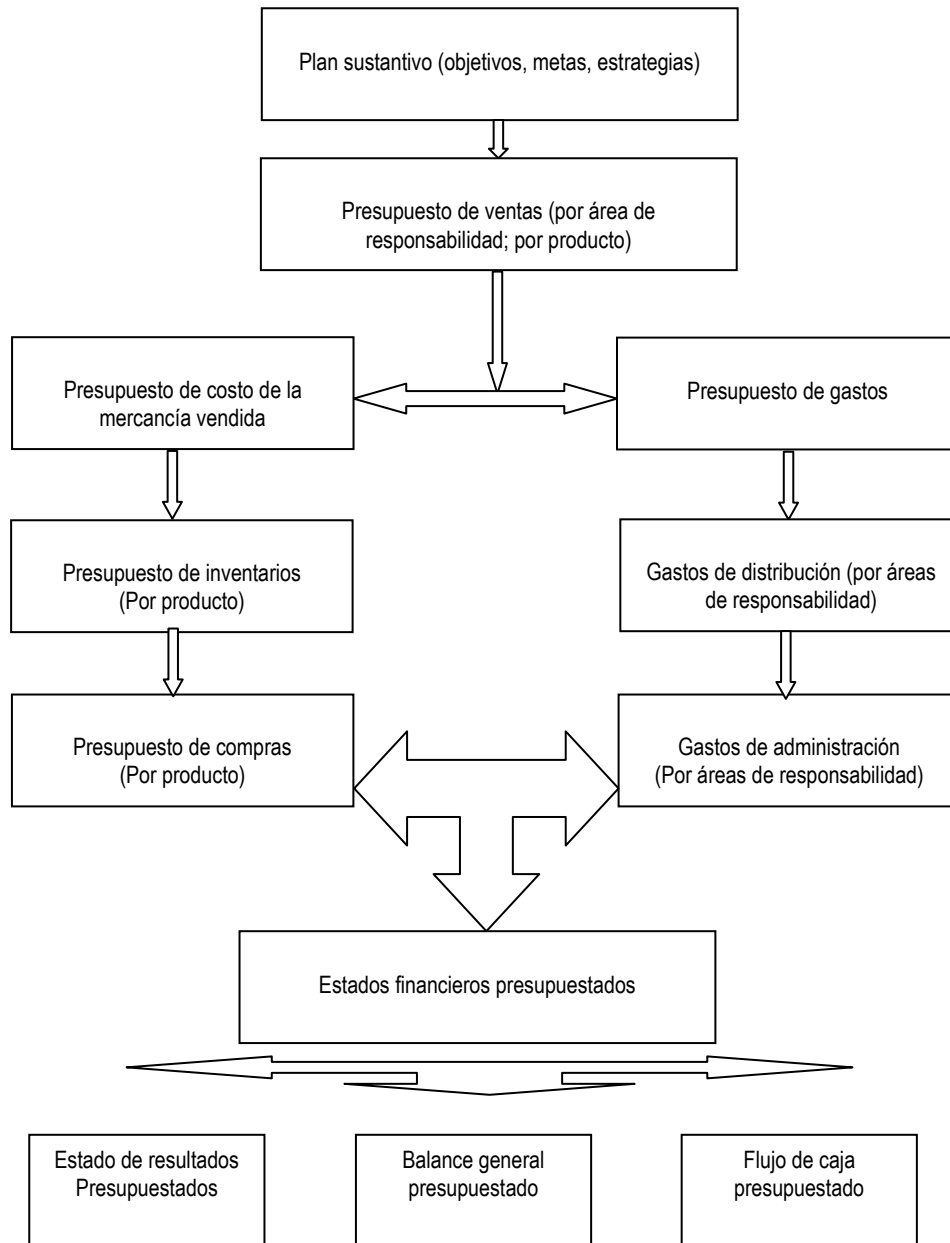 Plan sustantivo (objetivos, metas, estrategias)
Presupuesto de ventas (por área de
responsabilidad; por producto)
Presupuesto de costo de la
mercancía vendida
Presupuesto de gastos
Presupuesto de inventarios
(Por producto)
Gastos de distribución (por áreas
de responsabilidad)
Presupuesto de compras
(Por producto)
Gastos de administración
(Por áreas de responsabilidad)
Estados financieros presupuestados
Estado de resultados
Presupuestados
Balance general
presupuestado
Flujo de caja
presupuestado